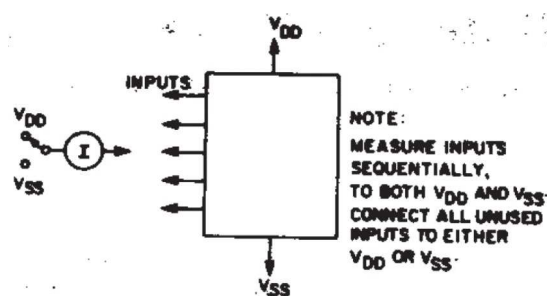 VDD
INPUTS
VDD
I
VSS
NOTE:
MEASURE INPUTS
SEQUENTIALLY,
TO BOTH VDD AND VSS.
CONNECT ALL UNUSED
INPUTS TO EITHER
VDD OR VSS.
VSS